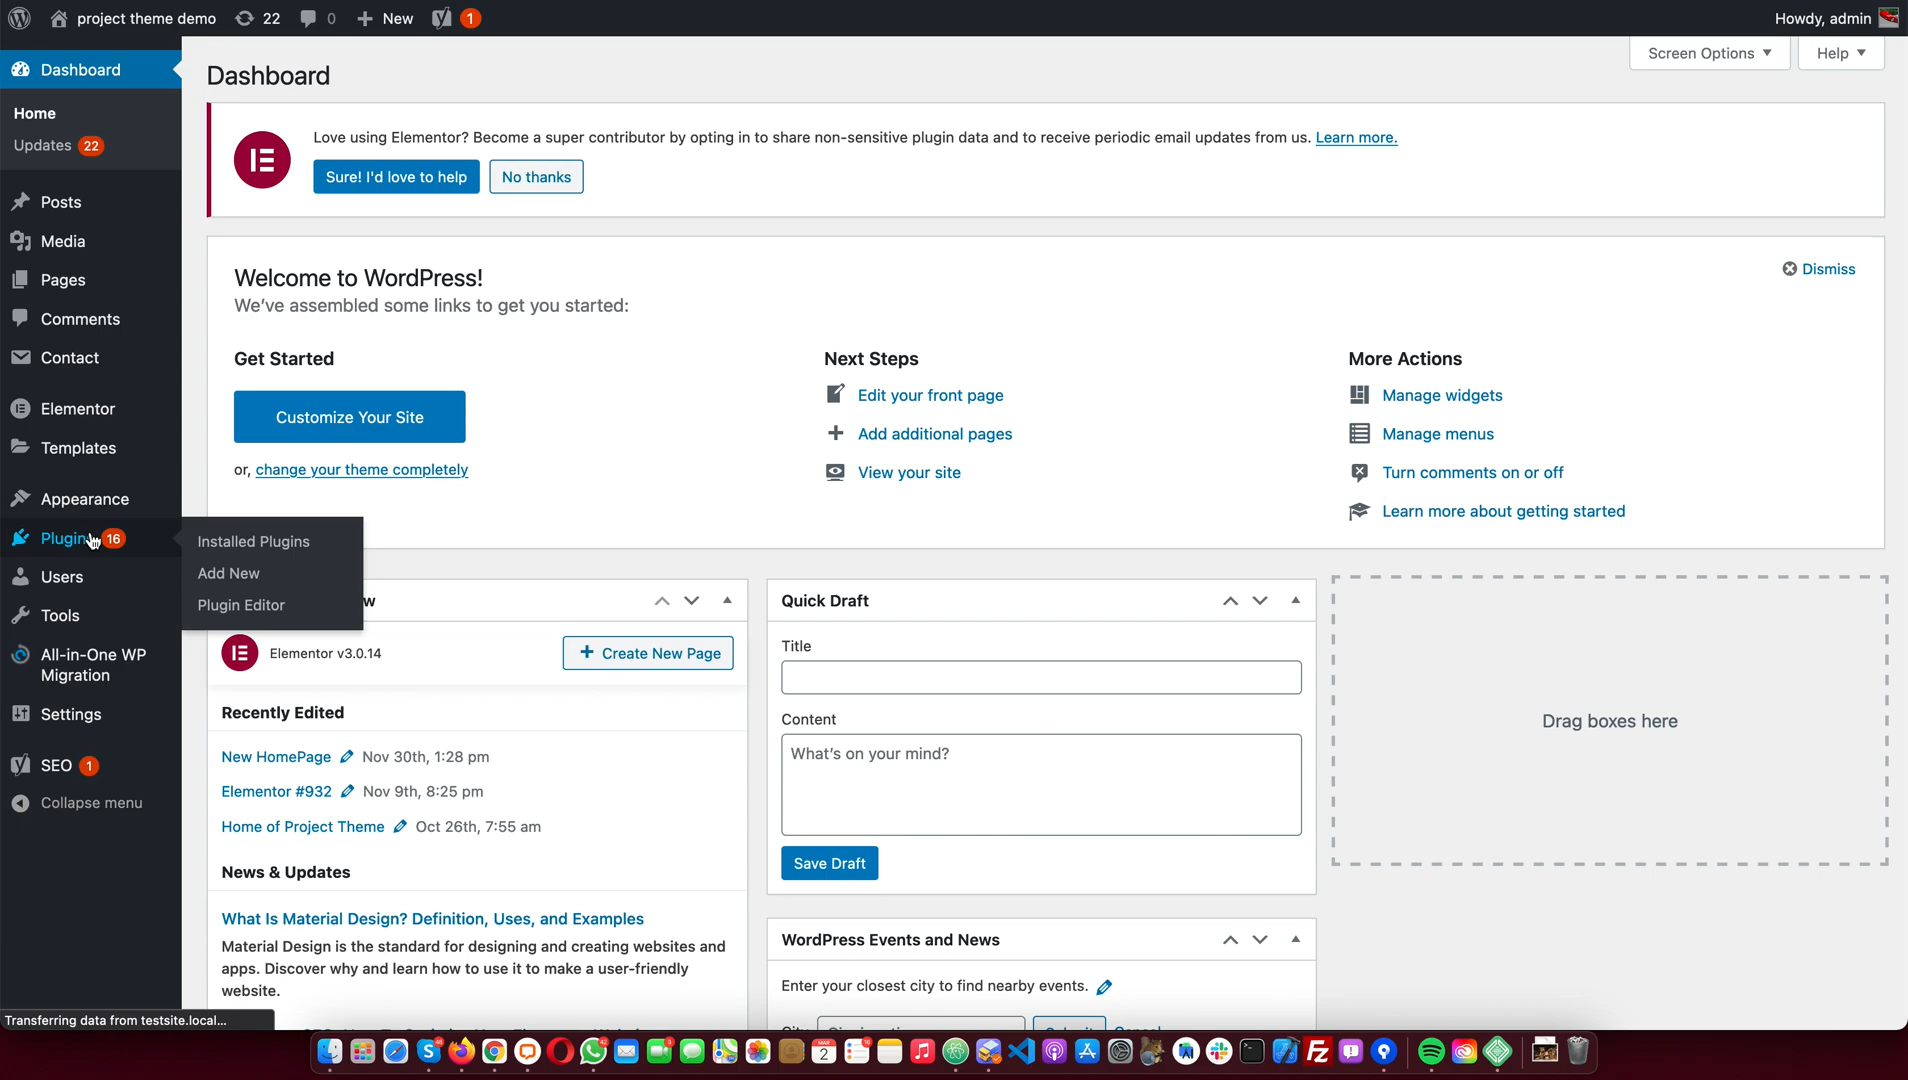 project theme demo 22 0 New 1
Howdy, admin
Dashboard
Home
Updates 22
Posts
Media
Pages
Comments
Contact
Elementor
Templates
Appearance
Plugin 16
Users
Tools
All-in-One WP
Migration
Settings
SEO 1
Collapse menu
Installed Plugins
Add New
Plugin Editor
Screen Options
Help
Dashboard
Love using Elementor? Become a super contributor by opting in to share non-sensitive plugin data and to receive periodic email updates from us. Learn more.
Sure! I'd love to help No thanks
Welcome to WordPress!
We've assembled some links to get you started:
Dismiss
Get Started
Customize Your Site
or, change your theme completely
Next Steps
Edit your front page
Add additional pages
View your site
More Actions
Manage widgets
Manage menus
Turn comments on or off
Learn more about getting started
w
Elementor v3.0.14
Create New Page
Recently Edited
New HomePage Nov 30th, 1:28 pm
Elementor #932 Nov 9th, 8:25 pm
Home of Project Theme Oct 26th, 7:55 am
News & Updates
What Is Material Design? Definition, Uses, and Examples
Material Design is the standard for designing and creating websites and
apps. Discover why and learn how to use it to make a user-friendly
website.
Quick Draft
Title
Content
What's on your mind?
Save Draft
WordPress Events and News
Enter your closest city to find nearby events.
Drag boxes here
Transferring data from testsite.local...